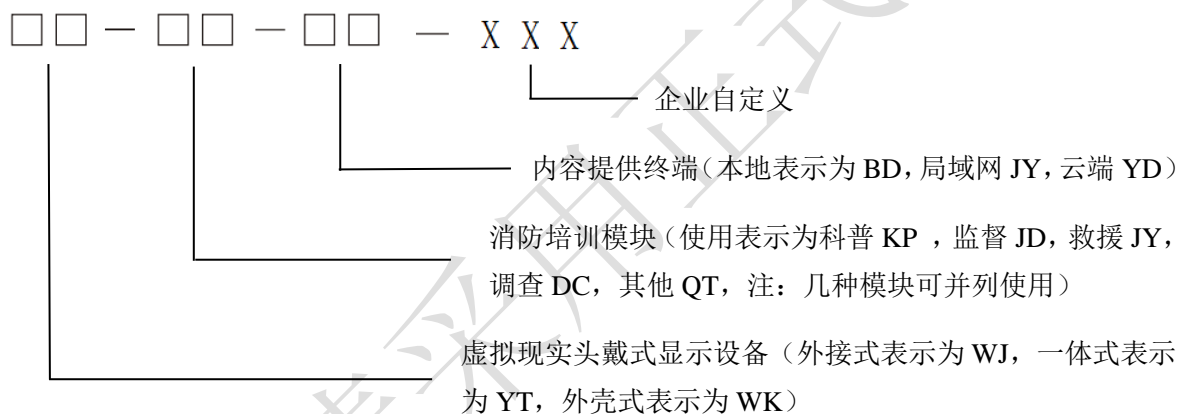 □□ — □□ — □□ — X X X
企业自定义
内容提供终端（本地表示为 BD，局域网 JY，云端 YD）
消防培训模块（使用表示为科普 KP ，监督 JD，救援 JY，
调查 DC，其他 QT，注：几种模块可并列使用）
虚拟现实头戴式显示设备（外接式表示为 WJ，一体式表示
为 YT，外壳式表示为 WK）
采用正式